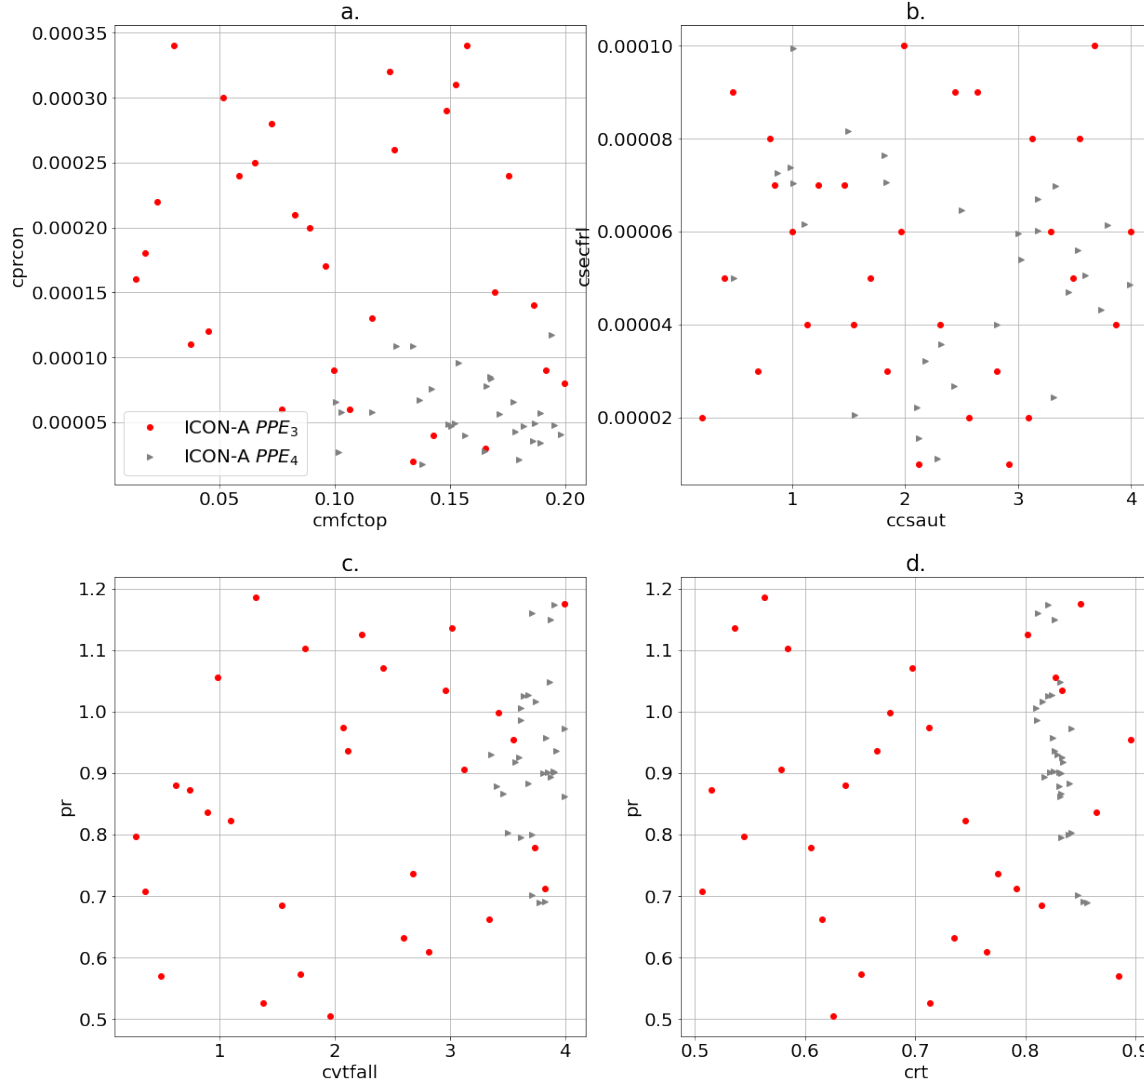 a.
0.00035
0.00030
0.00025
0.00020
0.00015
0.00010
0.00005
cprcon
ICON-A PPE3
ICON-A PPE4
0.05 0.10 0.15 0.20
cmfctop
b.
0.00010
0.00008
0.00006
0.00004
0.00002
csecfrl
1 2 3 4
ccsaut
c.
1.2
1.1
1.0
0.9
0.8
0.7
0.6
0.5
pr
1 2 3 4
cvtfall
d.
1.2
1.1
1.0
0.9
0.8
0.7
0.6
0.5
pr
0.5 0.6 0.7 0.8 0.9
crt